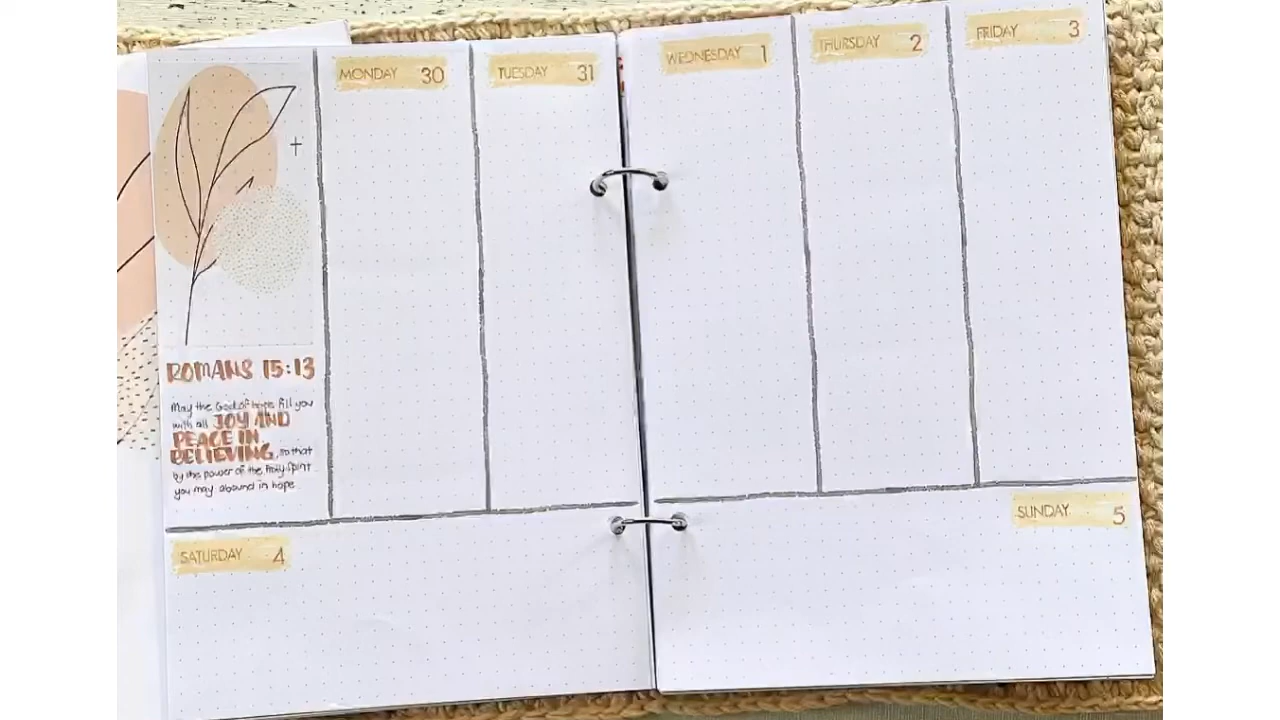 MONDAY 30
TUESDAY 31
WEDNESDAY 1
THURSDAY 2
FRIDAY 3
ROMANS 15:13
May the God of hope fill you
with all JOY AND
PEACE IN
BELIEVING, so that
by the power of the Holy Spirit
you may abound in hope.
SATURDAY 4
SUNDAY 5